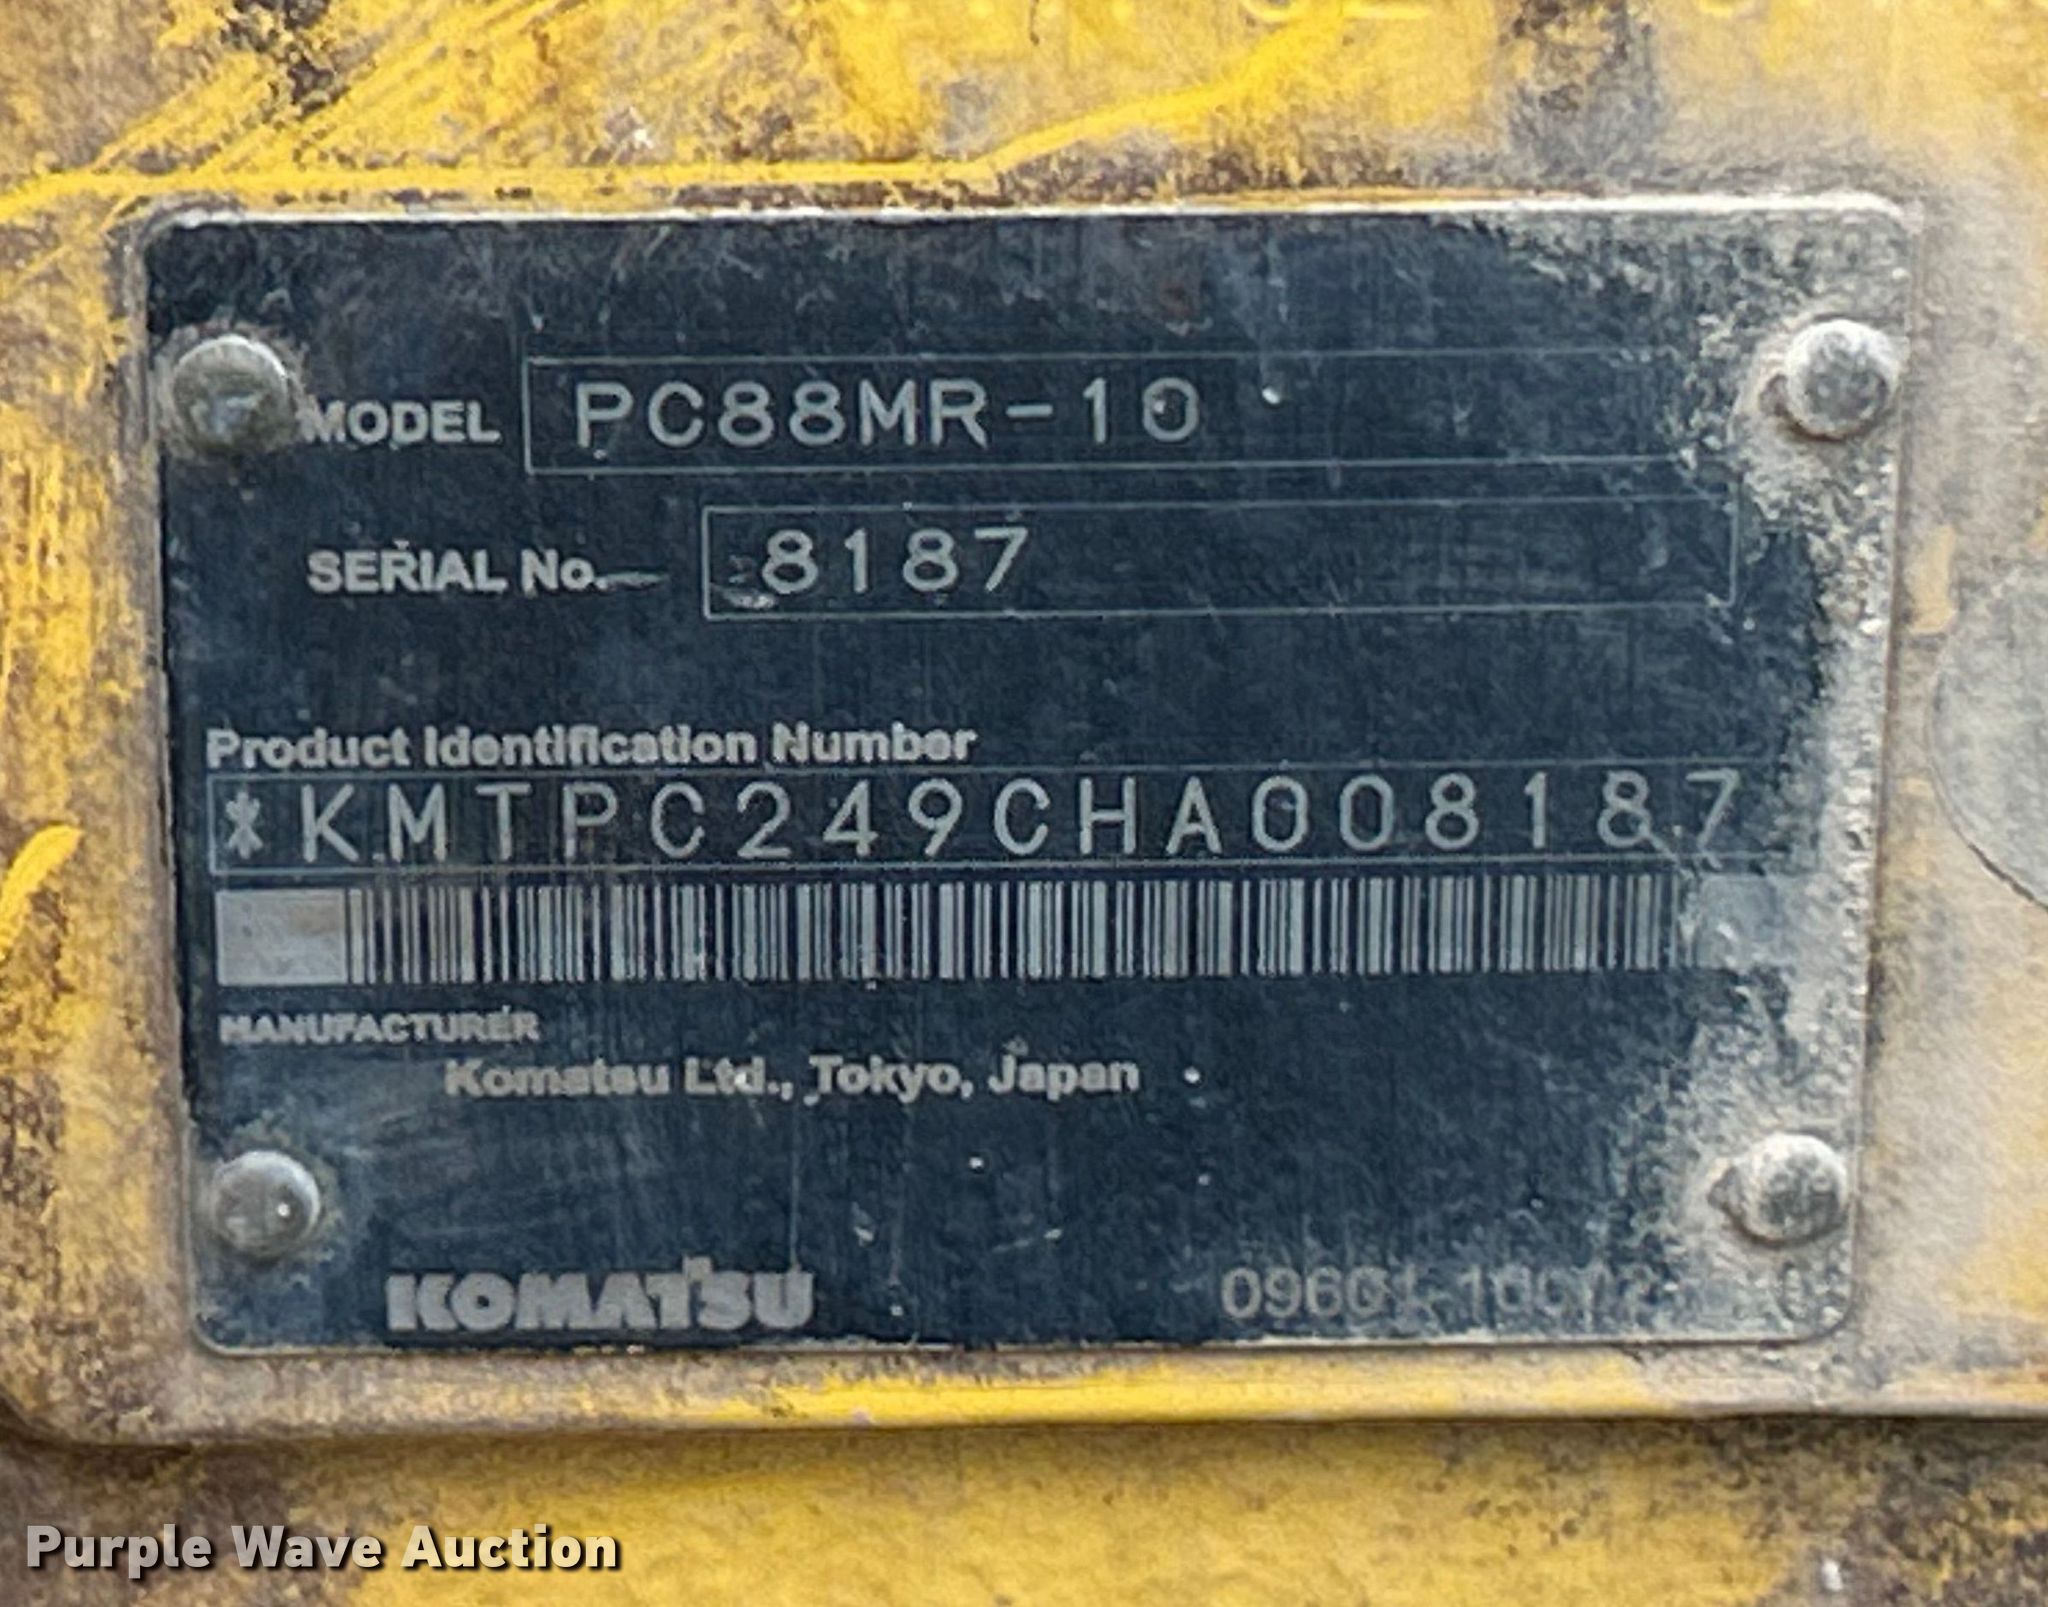 MODEL PC88MR-10
SERIAL No. 8187
Product Identification Number
*KMTPC249CHA008187
MANUFACTURER
Komatsu Ltd., Tokyo, Japan
KOMATSU
Purple Wave Auction